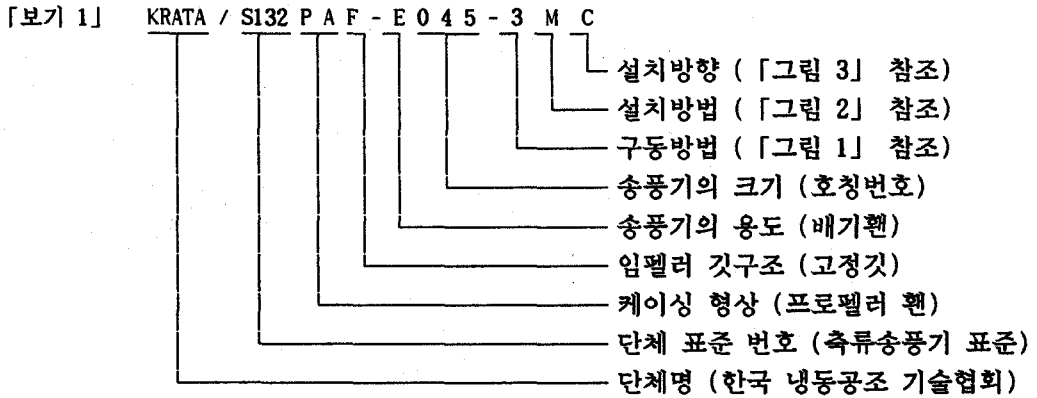 「보기 1」 KRATA / S132 P A F - E 0 4 5 - 3 M C
설치방향 (「그림 3」 참조)
설치방법 (「그림 2」 참조)
구동방법 (「그림 1」 참조)
송풍기의 크기 (호칭번호)
송풍기의 용도 (배기홴)
임펠러 깃구조 (고정깃)
케이싱 형상 (프로펠러 홴)
단체 표준 번호 (축류송풍기 표준)
단체명 (한국 냉동공조 기술협회)